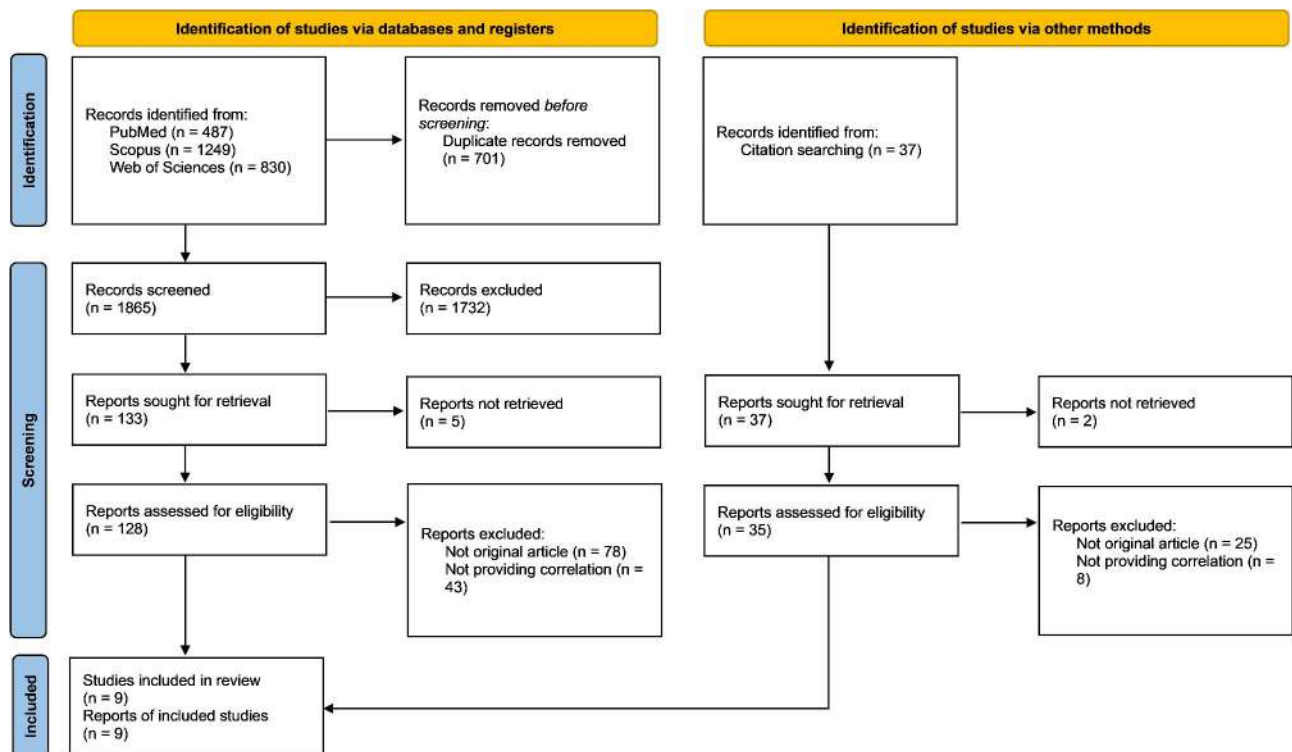 Identification of studies via databases and registers
Identification of studies via other methods
Identification
Records identified from:
PubMed (n = 487)
Scopus (n = 1249)
Web of Sciences (n = 830)
Records removed before
screening:
Duplicate records removed
(n = 701)
Records identified from:
Citation searching (n = 37)
Screening
Records screened
(n = 1865)
Records excluded
(n = 1732)
Reports sought for retrieval
(n = 133)
Reports not retrieved
(n = 5)
Reports sought for retrieval
(n = 37)
Reports not retrieved
(n = 2)
Reports assessed for eligibility
(n = 128)
Reports excluded:
Not original article (n = 78)
Not providing correlation (n =
43)
Reports assessed for eligibility
(n = 35)
Reports excluded:
Not original article (n = 25)
Not providing correlation (n =
8)
Included
Studies included in review
(n = 9)
Reports of included studies
(n = 9)